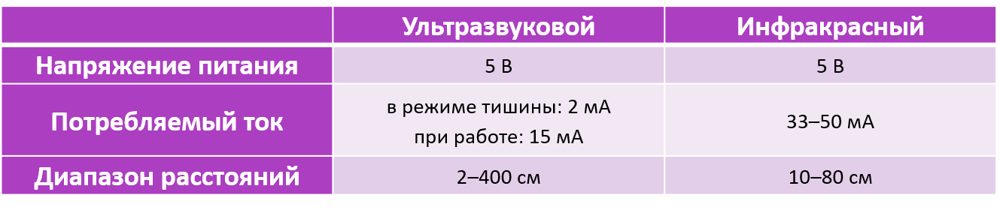 Ультразвуковой Инфракрасный
Напряжение питания 5 В 5 В
Потребляемый ток в режиме тишины: 2 мА
при работе: 15 мА 33–50 мА
Диапазон расстояний 2–400 см 10–80 см